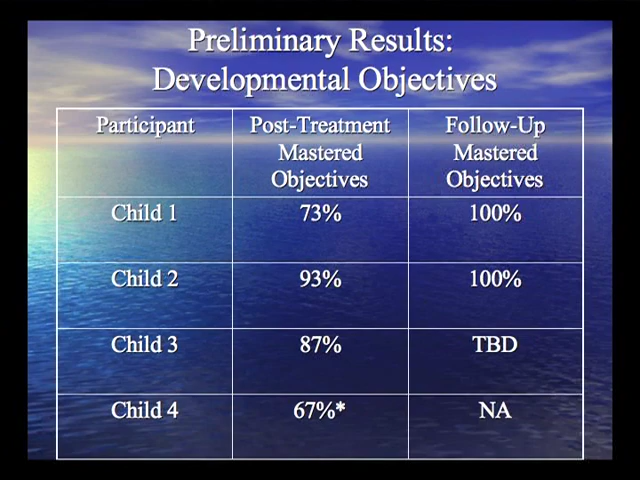 Preliminary Results:
Developmental Objectives
Participant
Post-Treatment
Mastered
Objectives
Follow-Up
Mastered
Objectives
Child 1
73%
100%
Child 2
93%
100%
Child 3
87%
TBD
Child 4
67%*
NA